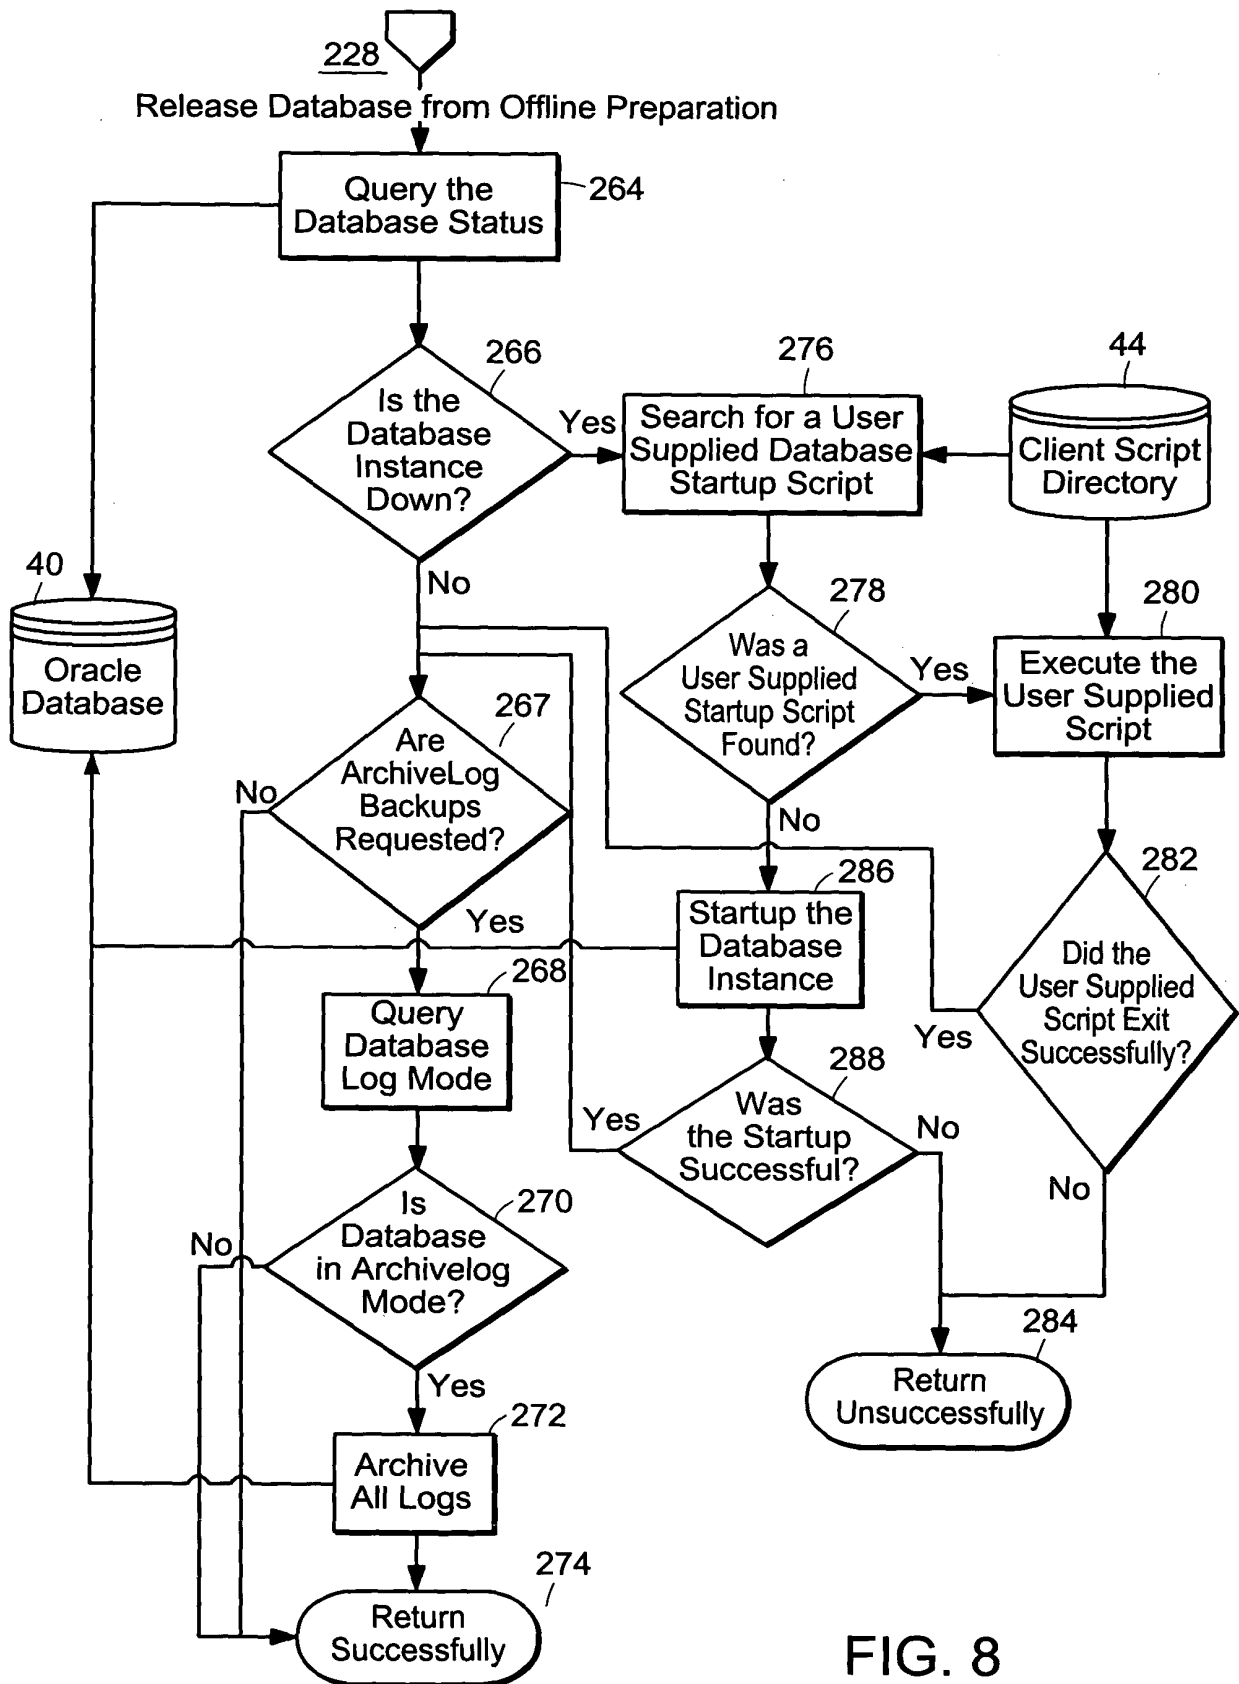 228
Release Database from Offline Preparation
Query the
Database Status
264
266
Is the
Database
Instance
Down?
Yes
No
276
Search for a User
Supplied Database
Startup Script
44
Client Script
Directory
40
Oracle
Database
278
Was a
User Supplied
Startup Script
Found?
Yes
No
280
Execute the
User Supplied
Script
267
Are
ArchiveLog
Backups
Requested?
No
Yes
286
Startup the
Database
Instance
282
Did the
User Supplied
Script Exit
Successfully?
Yes
No
268
Query
Database
Log Mode
288
Was
the Startup
Successful?
Yes
No
270
Is
Database
in Archivelog
Mode?
No
Yes
284
Return
Unsuccessfully
272
Archive
All Logs
274
Return
Successfully
FIG. 8